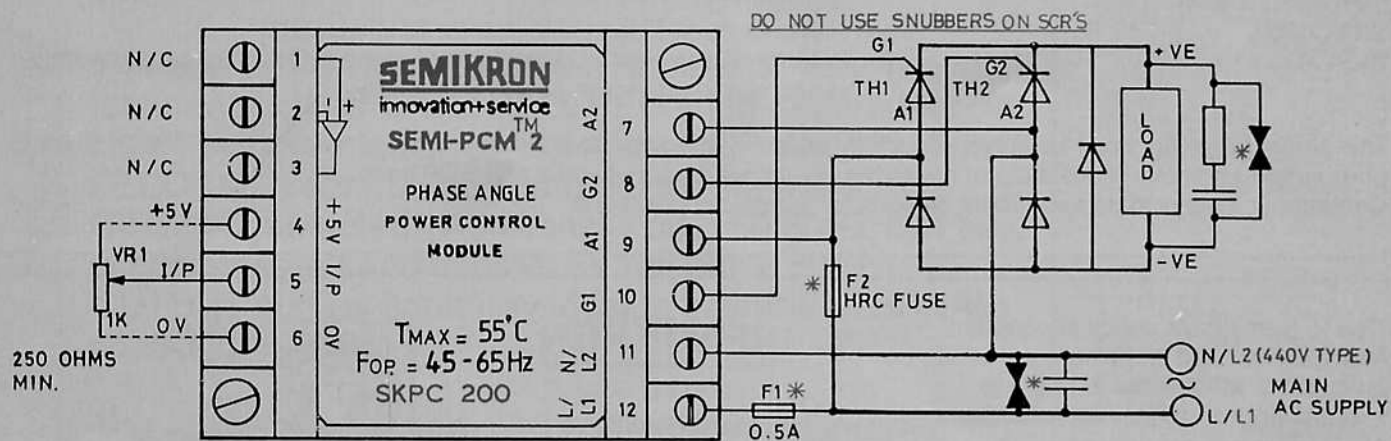 DO NOT USE SNUBBERS ON SCR'S
N/C
N/C
N/C
+5V
VR1
I/P
1K
0V
250 OHMS
MIN.
1
2
3
4
5
6
- +
+5V
I/P
0V
SEMIKRON
innovation+service
SEMI-PCM™ 2
PHASE ANGLE
POWER CONTROL
MODULE
TMAX = 55°C
FOP. = 45-65Hz
SKPC 200
A2
G2
A1
G1
N/
L2
L/
L1
7
8
9
10
11
12
G1
TH1
A1
G2
TH2
A2
+VE
LOAD
*
-VE
* F2
HRC FUSE
F1 *
0.5A
*
N/L2 (440V TYPE)
~
MAIN
AC SUPPLY
L/L1